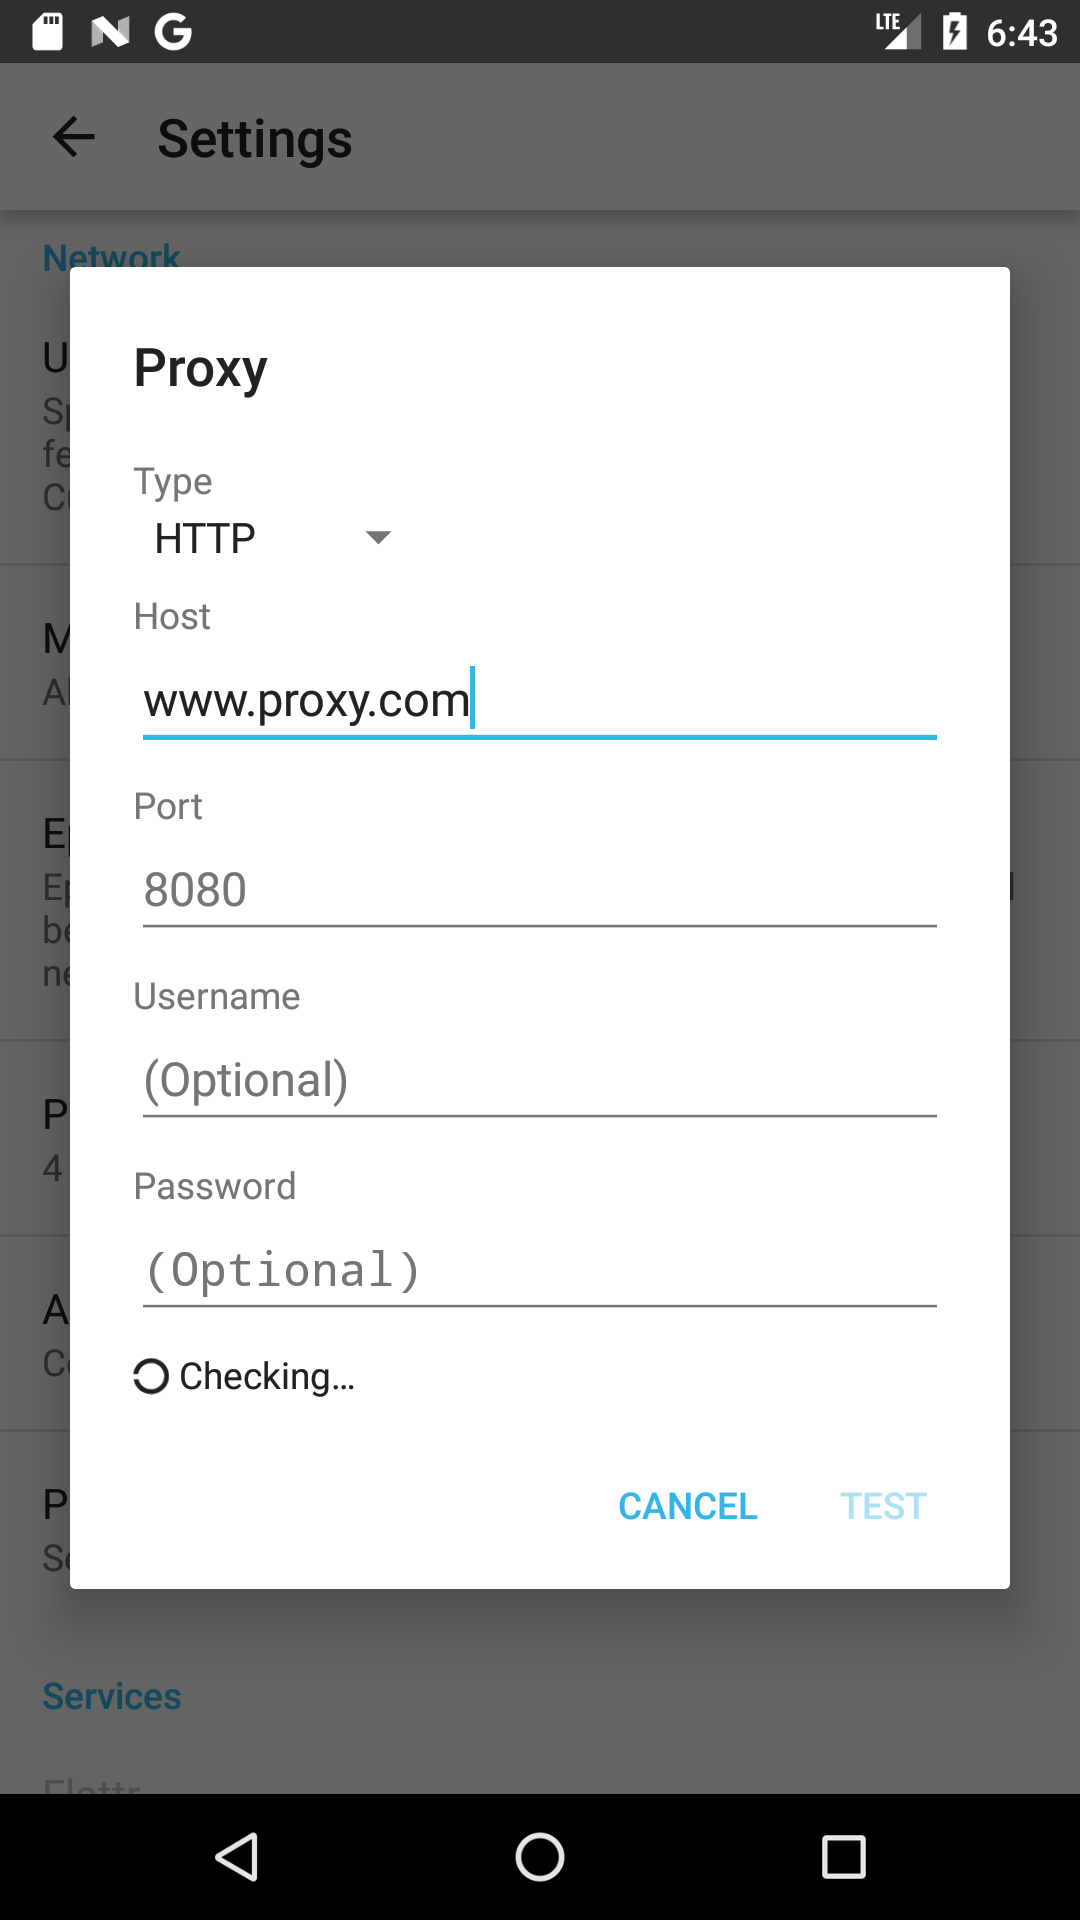 LTE 6:43
Settings
Network
Proxy
Type
HTTP
Host
www.proxy.com
Port
8080
Username
(Optional)
Password
(Optional)
Checking...
CANCEL TEST
4
Services
Flattr